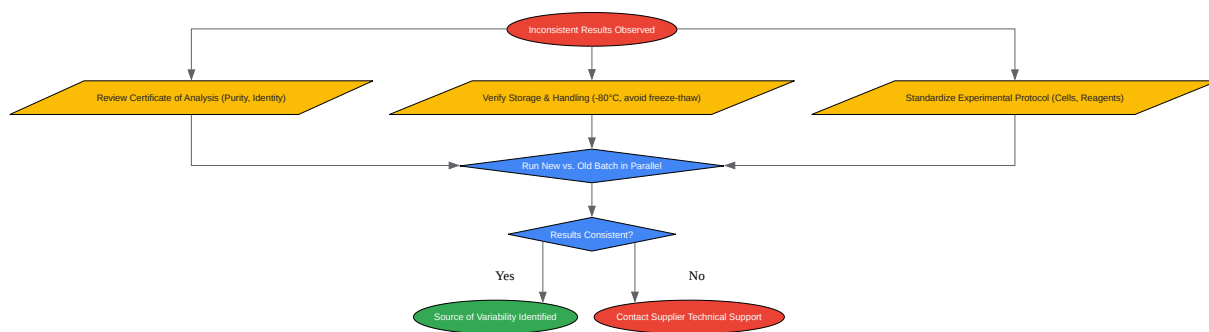 Inconsistent Results Observed
Review Certificate of Analysis (Purity, Identity)
Verify Storage & Handling (-80°C, avoid freeze-thaw)
Standardize Experimental Protocol (Cells, Reagents)
Run New vs. Old Batch in Parallel
Results Consistent?
Yes
No
Source of Variability Identified
Contact Supplier Technical Support